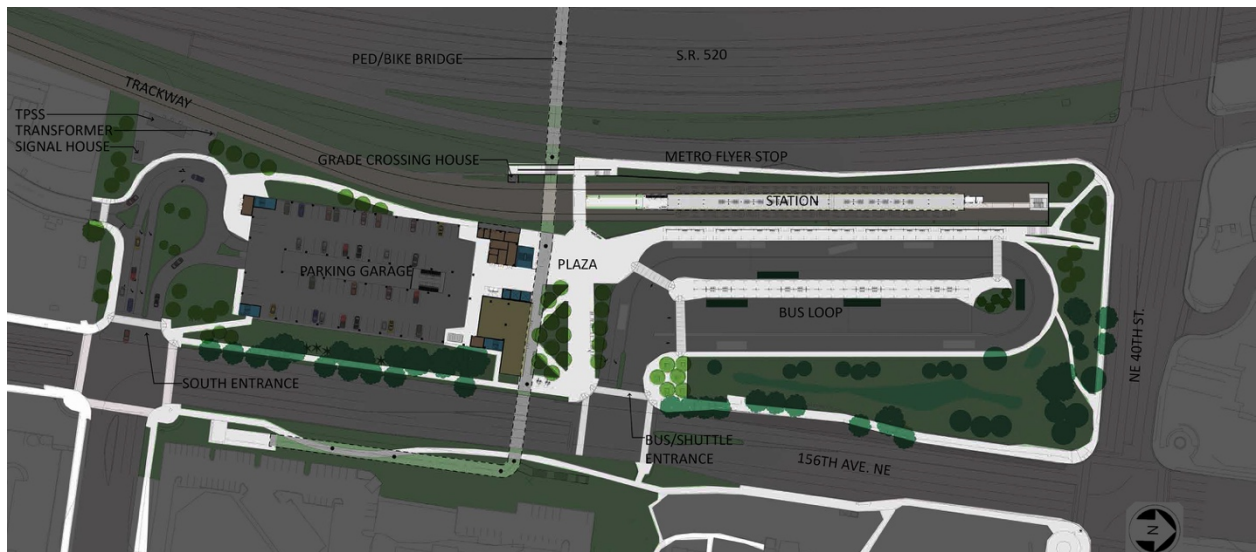 PED/BIKE BRIDGE
S.R. 520
TRACKWAY
TPSS
TRANSFORMER
SIGNAL HOUSE
GRADE CROSSING HOUSE
METRO FLYER STOP
STATION
PLAZA
PARKING GARAGE
BUS LOOP
NE 40TH ST.
SOUTH ENTRANCE
BUS/SHUTTLE
ENTRANCE
156TH AVE. NE
N